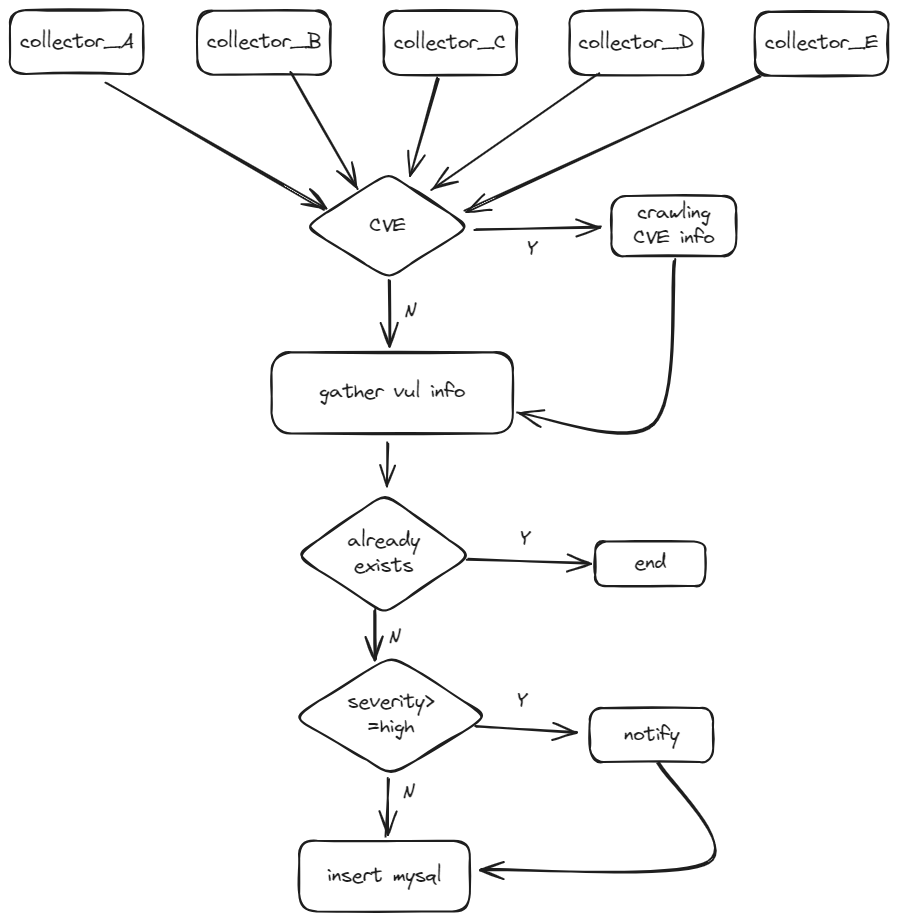 collector_A
collector_B
collector_C
collector_D
collector_E
CVE
Y
crawling
CVE info
N
gather vul info
already
exists
Y
end
N
severity>
=high
Y
notify
N
insert mysql